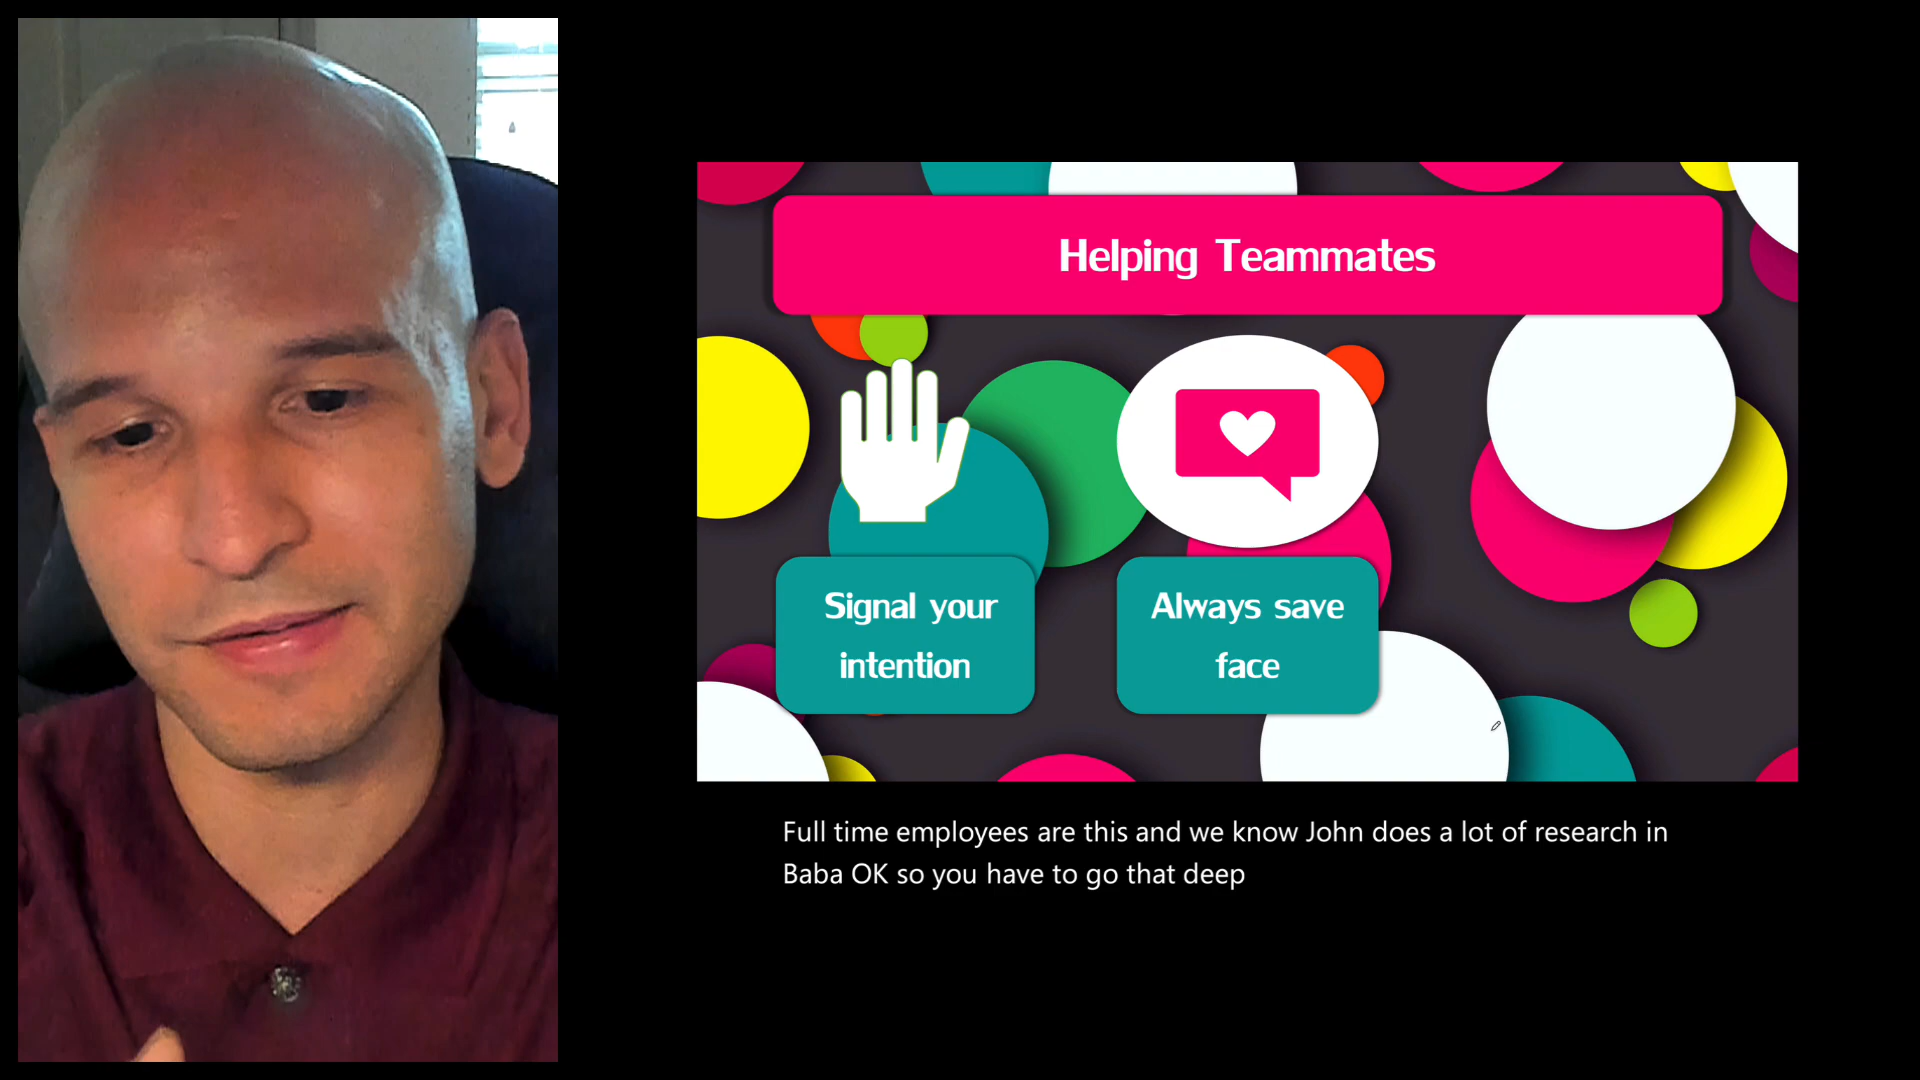 Helping Teammates
Signal your
intention
Always save
face
Full time employees are this and we know John does a lot of research in
Baba OK so you have to go that deep